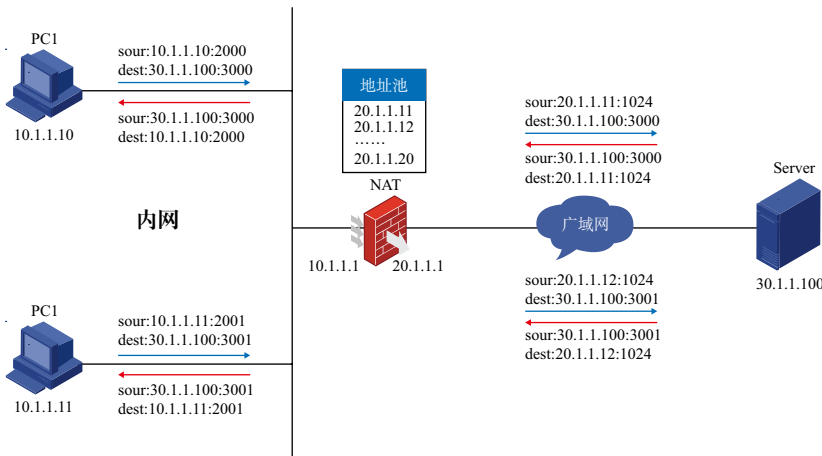 PC1
sour:10.1.1.10:2000
dest:30.1.1.100:3000
sour:30.1.1.100:3000
dest:10.1.1.10:2000
10.1.1.10
地址池
20.1.1.11
20.1.1.12
……
20.1.1.20
NAT
sour:20.1.1.11:1024
dest:30.1.1.100:3000
sour:30.1.1.100:3000
dest:20.1.1.11:1024
Server
内网
广域网
10.1.1.1
20.1.1.1
30.1.1.100
sour:20.1.1.12:1024
dest:30.1.1.100:3001
sour:30.1.1.100:3001
dest:20.1.1.12:1024
PC1
sour:10.1.1.11:2001
dest:30.1.1.100:3001
sour:30.1.1.100:3001
dest:10.1.1.11:2001
10.1.1.11